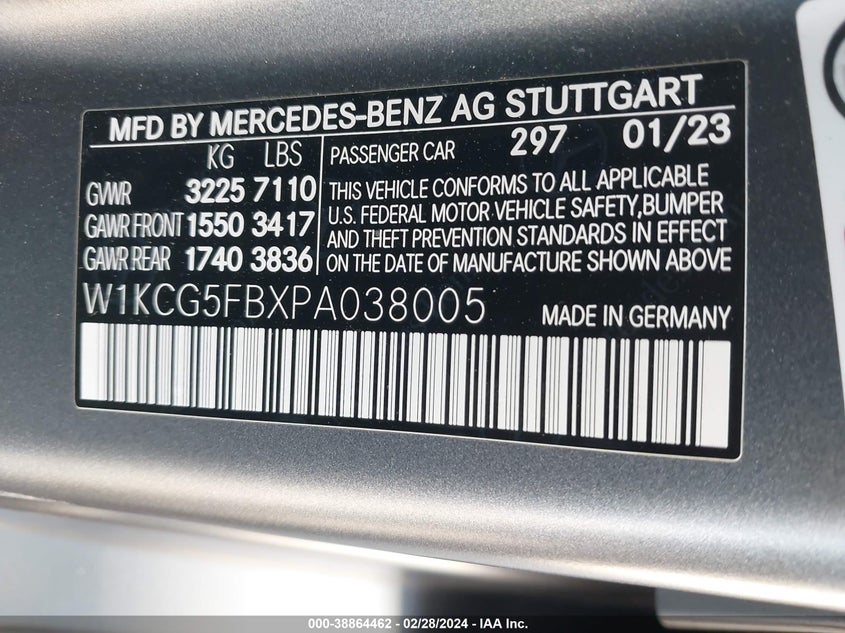 MFD BY MERCEDES-BENZ AG STUTTGART
KG LBS
GVWR 3225 7110
GAWR FRONT 1550 3417
GAWR REAR 1740 3836
PASSENGER CAR 297 01/23
THIS VEHICLE CONFORMS TO ALL APPLICABLE
U.S. FEDERAL MOTOR VEHICLE SAFETY,BUMPER
AND THEFT PREVENTION STANDARDS IN EFFECT
ON THE DATE OF MANUFACTURE SHOWN ABOVE
W1KCG5FBXPA038005
MADE IN GERMANY
000-38864462 - 02/28/2024 - IAA Inc.